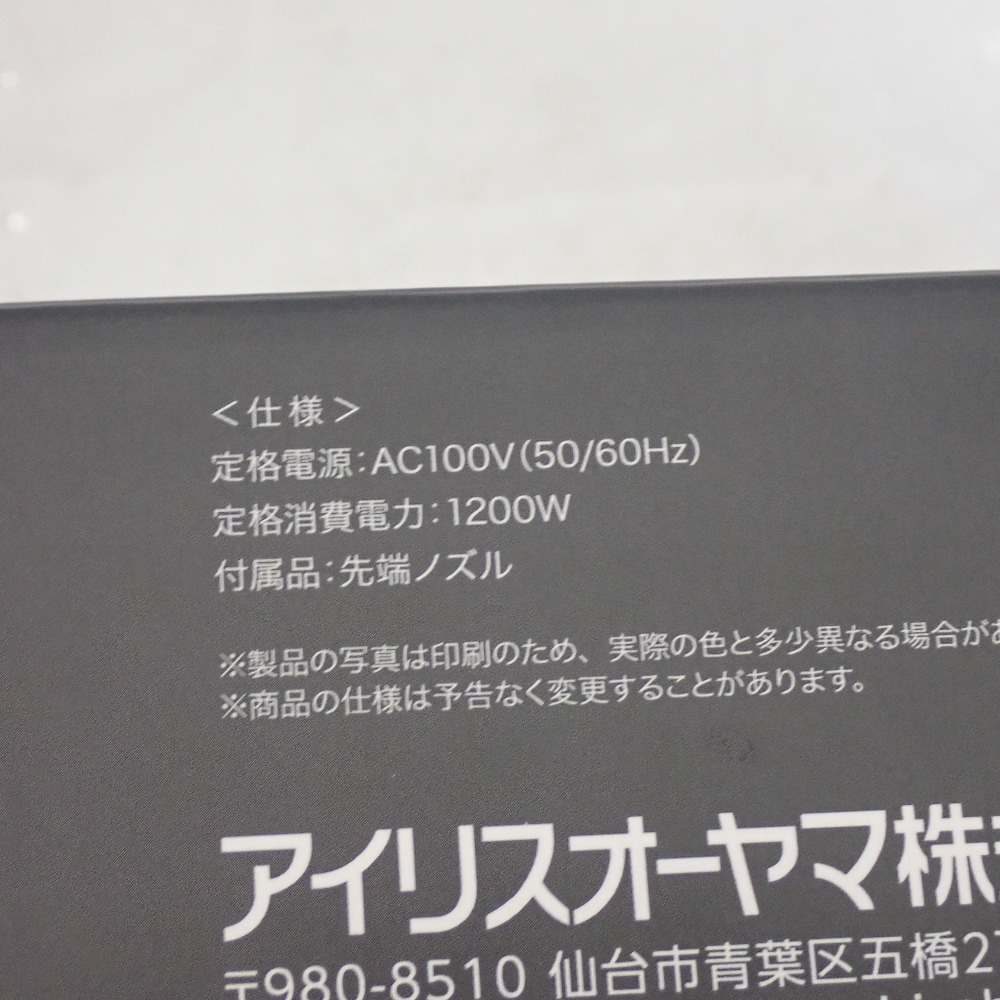 ＜仕様＞
定格電源：AC100V（50/60Hz）
定格消費電力：1200W
付属品：先端ノズル
※製品の写真は印刷のため、実際の色と多少異なる場合が
※商品の仕様は予告なく変更することがあります。
アイリスオーヤマ株
〒980-8510 仙台市青葉区五橋2